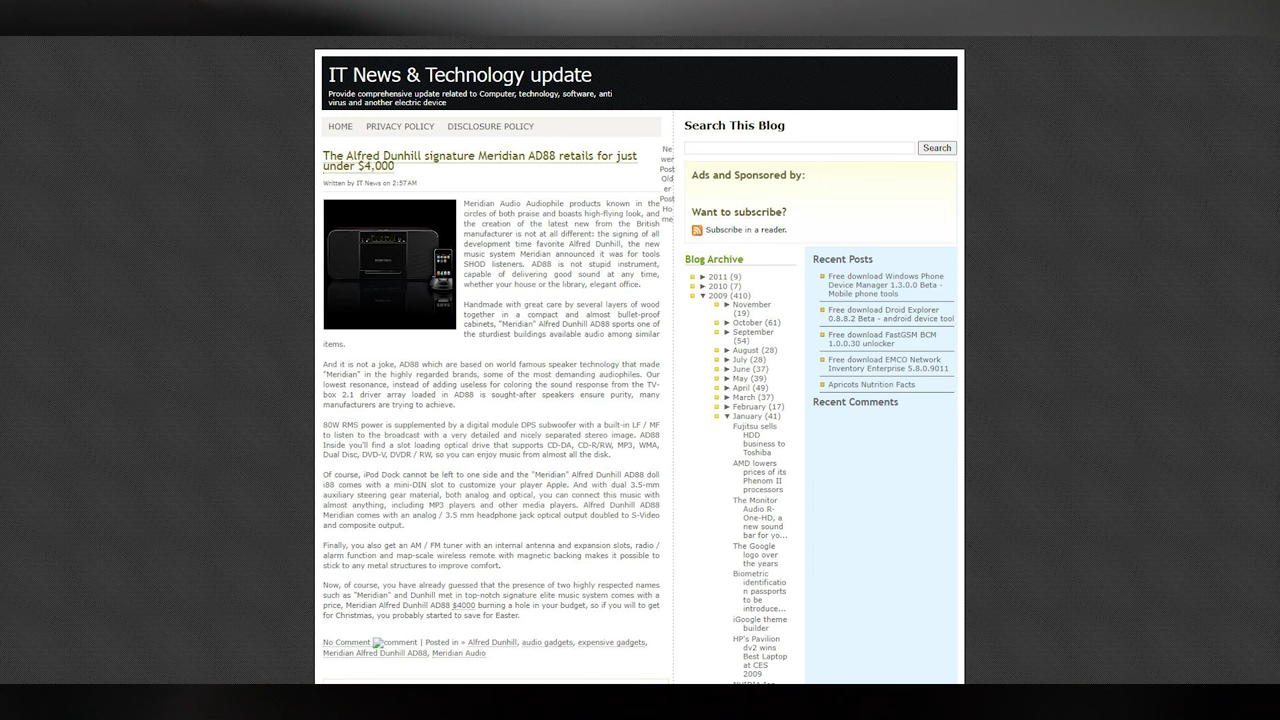 IT News & Technology update
Provide comprehensive update related to Computer, technology, software, anti
virus and another electric device
HOME PRIVACY POLICY DISCLOSURE POLICY
The Alfred Dunhill signature Meridian AD88 retails for just
under $4,000
Written by IT News on 2:57 AM
Meridian Audio Audiophile products known in the
circles of both praise and boasts high-flying look, and
the creation of the latest new from the British
manufacturer is not at all different: the signing of all
development time favorite Alfred Dunhill, the new
music system Meridian announced it was for tools
SHOD listeners. AD88 is not stupid instrument,
capable of delivering good sound at any time,
whether your house or the library, elegant office.
Handmade with great care by several layers of wood
together in a compact and almost bullet-proof
cabinets, "Meridian" Alfred Dunhill AD88 sports one of
the sturdiest buildings available audio among similar
items.
And it is not a joke, AD88 which are based on world famous speaker technology that made
"Meridian" in the highly regarded brands, some of the most demanding audiophiles. Our
lowest resonance, instead of adding useless for coloring the sound response from the TV-
box 2.1 driver array loaded in AD88 is sought-after speakers ensure purity, many
manufacturers are trying to achieve.
80W RMS power is supplemented by a digital module DPS subwoofer with a built-in LF / MF
to listen to the broadcast with a very detailed and nicely separated stereo image. AD88
Inside you'll find a slot loading optical drive that supports CD-DA, CD-R/RW, MP3, WMA,
Dual Disc, DVD-V, DVDR / RW, so you can enjoy music from almost all the disk.
Of course, iPod Dock cannot be left to one side and the "Meridian" Alfred Dunhill AD88 doll
i88 comes with a mini-DIN slot to customize your player Apple. And with dual 3.5-mm
auxiliary steering gear material, both analog and optical, you can connect this music with
almost anything, including MP3 players and other media players. Alfred Dunhill AD88
Meridian comes with an analog / 3.5 mm headphone jack optical output doubled to S-Video
and composite output.
Finally, you also get an AM / FM tuner with an internal antenna and expansion slots, radio /
alarm function and map-scale wireless remote with magnetic backing makes it possible to
stick to any metal structures to improve comfort.
Now, of course, you have already guessed that the presence of two highly respected names
such as "Meridian" and Dunhill met in top-notch signature elite music system comes with a
price, Meridian Alfred Dunhill AD88 $4000 burning a hole in your budget, so if you will to get
for Christmas, you probably started to save for Easter.
No Comment comment | Posted in » Alfred Dunhill, audio gadgets, expensive gadgets,
Meridian Alfred Dunhill AD88, Meridian Audio
Ne
wer
Post
Old
er
Post
Ho
me
Search This Blog
Search
Ads and Sponsored by:
Want to subscribe?
Subscribe in a reader.
Blog Archive
► 2011 (9)
► 2010 (7)
▼ 2009 (410)
► November
(19)
► October (61)
► September
(54)
► August (28)
► July (28)
► June (37)
► May (39)
► April (49)
► March (37)
► February (17)
▼ January (41)
Fujitsu sells
HDD
business to
Toshiba
AMD lowers
prices of its
Phenom II
processors
The Monitor
Audio R-
One-HD, a
new sound
bar for yo...
The Google
logo over
the years
Biometric
identificatio
n passports
to be
introduce...
iGoogle theme
builder
HP's Pavilion
dv2 wins
Best Laptop
at CES
2009
Recent Posts
Free download Windows Phone
Device Manager 1.3.0.0 Beta -
Mobile phone tools
Free download Droid Explorer
0.8.8.2 Beta - android device tool
Free download FastGSM BCM
1.0.0.30 unlocker
Free download EMCO Network
Inventory Enterprise 5.8.0.9011
Apricots Nutrition Facts
Recent Comments